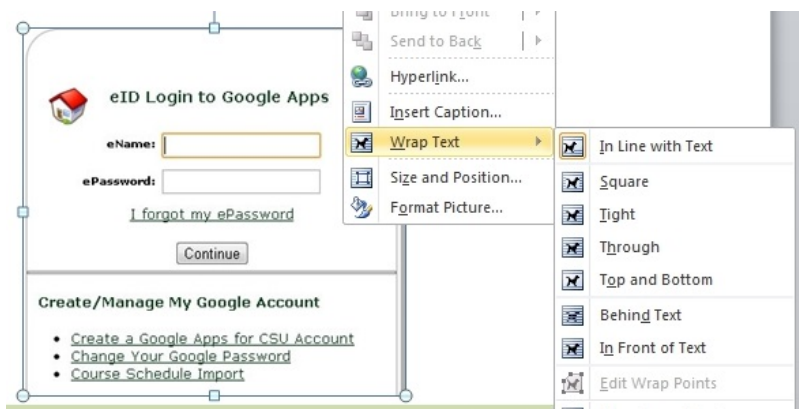 Bring to Front
Send to Back
Hyperlink...
Insert Caption...
Wrap Text
Size and Position...
Format Picture...
In Line with Text
Square
Tight
Through
Top and Bottom
Behind Text
In Front of Text
Edit Wrap Points
eID Login to Google Apps
eName:
ePassword:
I forgot my ePassword
Continue
Create/Manage My Google Account
• Create a Google Apps for CSU Account
• Change Your Google Password
• Course Schedule Import